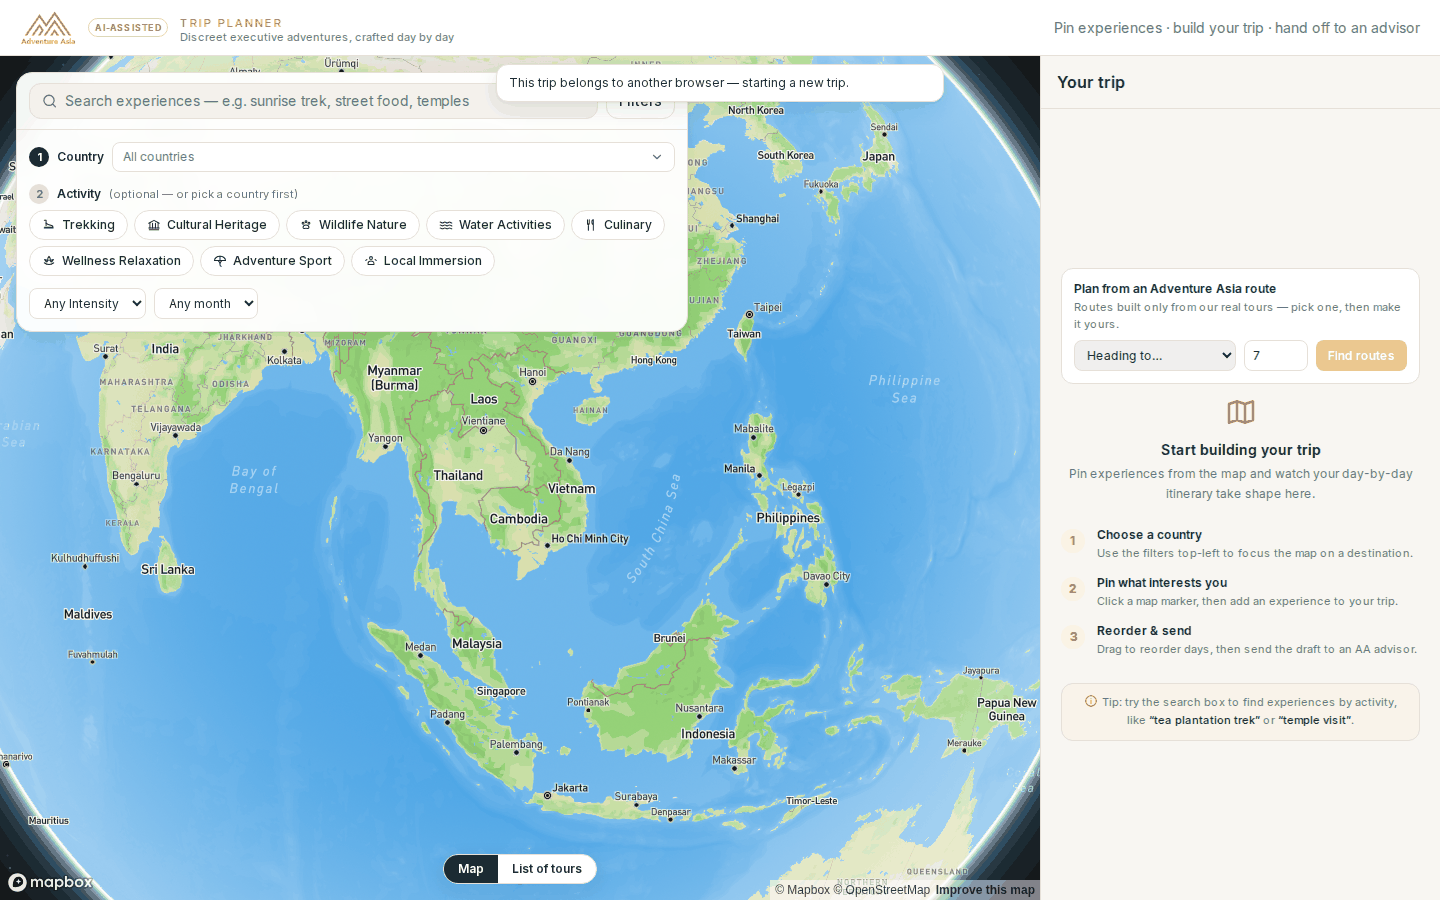 Adventure Asia
AI-ASSISTED
TRIP PLANNER
Discreet executive adventures, crafted day by day
Pin experiences · build your trip · hand off to an advisor
This trip belongs to another browser — starting a new trip.
Search experiences — e.g. sunrise trek, street food, temples
Filters
1 Country
All countries
2 Activity (optional — or pick a country first)
Trekking
Cultural Heritage
Wildlife Nature
Water Activities
Culinary
Wellness Relaxation
Adventure Sport
Local Immersion
Any Intensity
Any month
Ürümqi
North Korea
Sendai
South Korea
Japan
Fukuoka
Shanghai
ZHEJIANG
Taipei
Taiwan
GUANGXI
GUANGDONG
Hong Kong
JHARKHAND
MIZORAM
Surat
India
Kolkata
MAHARASHTRA
ODISHA
TELANGANA
Vijayawada
KARNATAKA
Bengaluru
KERALA
Kulhudhuffushi
Sri Lanka
Maldives
Fuvahmulah
Mauritius
Bay of
Bengal
Myanmar
(Burma)
Hanoi
Laos
Vientiane
HAINAN
Yangon
Da Nang
Thailand
Vietnam
Cambodia
Ho Chi Minh City
South China Sea
Philippine
Sea
Mabalite
Manila
Legazpi
Philippines
Davao City
Brunei
Medan
Malaysia
Singapore
Pontianak
Padang
Nusantara
Indonesia
Palembang
Makassar
Jakarta
Surabaya
Denpasar
Timor-Leste
Jayapura
Papua New
Guinea
Merauke
QUEENSLAND
NORTHERN
Map
List of tours
mapbox
© Mapbox © OpenStreetMap Improve this map
Your trip
Plan from an Adventure Asia route
Routes built only from our real tours — pick one, then make
it yours.
Heading to...
7
Find routes
Start building your trip
Pin experiences from the map and watch your day-by-day
itinerary take shape here.
1
Choose a country
Use the filters top-left to focus the map on a destination.
2
Pin what interests you
Click a map marker, then add an experience to your trip.
3
Reorder & send
Drag to reorder days, then send the draft to an AA advisor.
Tip: try the search box to find experiences by activity,
like “tea plantation trek” or “temple visit”.